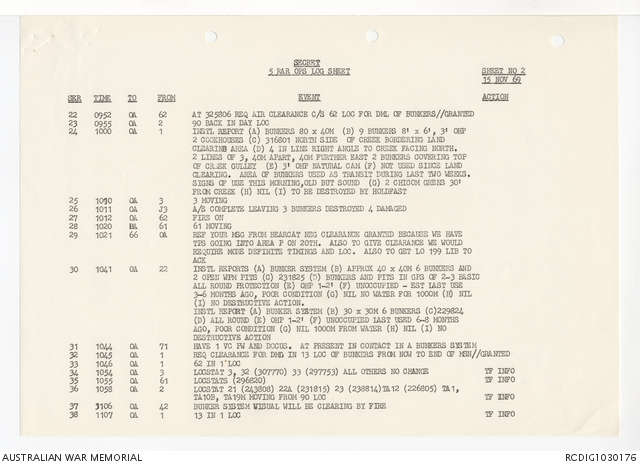 SECRET
5 RAR OPS LOG SHEET
SHEET NO 2
15 NOV 69
SER TIME TO FROM EVENT ACTION
22 0952 OA 62 AT 325806 REQ AIR CLEARANCE C/S 62 LOG FOR DML OF BUNKERS//GRANTED
23 0955 OA 2 90 BACK IN DAY LOC
24 1000 OA 1 INSTL REPORT (A) BUNKERS 80 x 40M (B) 9 BUNKERS 8' x 6', 3' OHP
2 COOKHOUSES (C) 316801 NORTH SIDE OF CREEK BORDERING LAND
CLEARING AREA (D) 4 IN LINE RIGHT ANGLE TO CREEK FACING NORTH.
2 LINES OF 3, 40M APART, 40M FURTHER EAST 2 BUNKERS COVERING TOP
OF CREEK GULLEY (E) 3' OHP NATURAL CAM (F) NOT USED SINCE LAND
CLEARING. AREA OF BUNKERS USED AS TRANSIT DURING LAST TWO WEEKS.
SIGNS OF USE THIS MORNING, OLD BUT SOUND (G) 2 CHICOM GRENS 30'
FROM CREEK (H) NIL (I) TO BE DESTROYED BY HOLDFAST
25 1010 OA 3 3 MOVING
26 1011 OA J3 A/S COMPLETE LEAVING 3 BUNKERS DESTROYED 4 DAMAGED
27 1012 OA 62 FIRE ON
28 1020 BA 61 61 MOVING
29 1021 66 OA REF YOUR MSG FROM BEARCAT NEG CLEARANCE GRANTED BECAUSE WE HAVE
TPS GOING INTO AREA P ON 20TH. ALSO TO GIVE CLEARANCE WE WOULD
REQUIRE MORE DEFINITE TIMINGS AND LOC. ALSO TO GET LO 199 LIB TO
ACK
30 1041 OA 22 INSTL REPORTS (A) BUNKER SYSTEM (B) APPROX 40 x 40M 6 BUNKERS AND
2 OPEN WPN PITS (C) 231825 (D) BUNKERS AND PITS IN GPS OF 2-3 BASIC
ALL ROUND PROTECTION (E) OHP 1-2' (F) UNOCCUPIED - EST LAST USE
3-6 MONTHS AGO, POOR CONDITION (G) NIL NO WATER FOR 1000M (H) NIL
(I) NO DESTRUCTIVE ACTION.
INSTL REPORT (A) BUNKER SYSTEM (B) 30 x 30M 6 BUNKERS (C)229824
(D) ALL ROUND (E) OHP 1-2' (F) UNOCCUPIED LAST USED 6-8 MONTHS
AGO, POOR CONDITION (G) NIL 1000M FROM WATER (H) NIL (I) NO
DESTRUCTIVE ACTION
31 1044 OA 71 HAVE 1 VC PW AND DOCUS. AT PRESENT IN CONTACT IN A BUNKERS SYSTEM
32 1045 OA 1 REQ CLEARANCE FOR DML IN 13 LOC OF BUNKERS FROM NOW TO END OF MSN//GRANTED
33 1046 OA 1 62 IN 1'LOC
34 1054 OA 3 LOCSTAT 3, 32 (307770) 33 (297753) ALL OTHERS NO CHANCE TF INFO
35 1055 OA 61 LOCSTATS (296820) TF INFO
36 1058 OA 2 LOCSTAT 21 (243808) 22A (231815) 23 (238814)TA12 (226805) TA1,
TA10B, TA19M MOVING FROM 90 LOC TF INFO
37 1106 OA 42 BUNKER SYSTEM VISUAL WILL BE CLEARING BY FIRE
38 1107 OA 1 13 IN 1 LOC TF INFO
AUSTRALIAN WAR MEMORIAL
RCDIG1030176